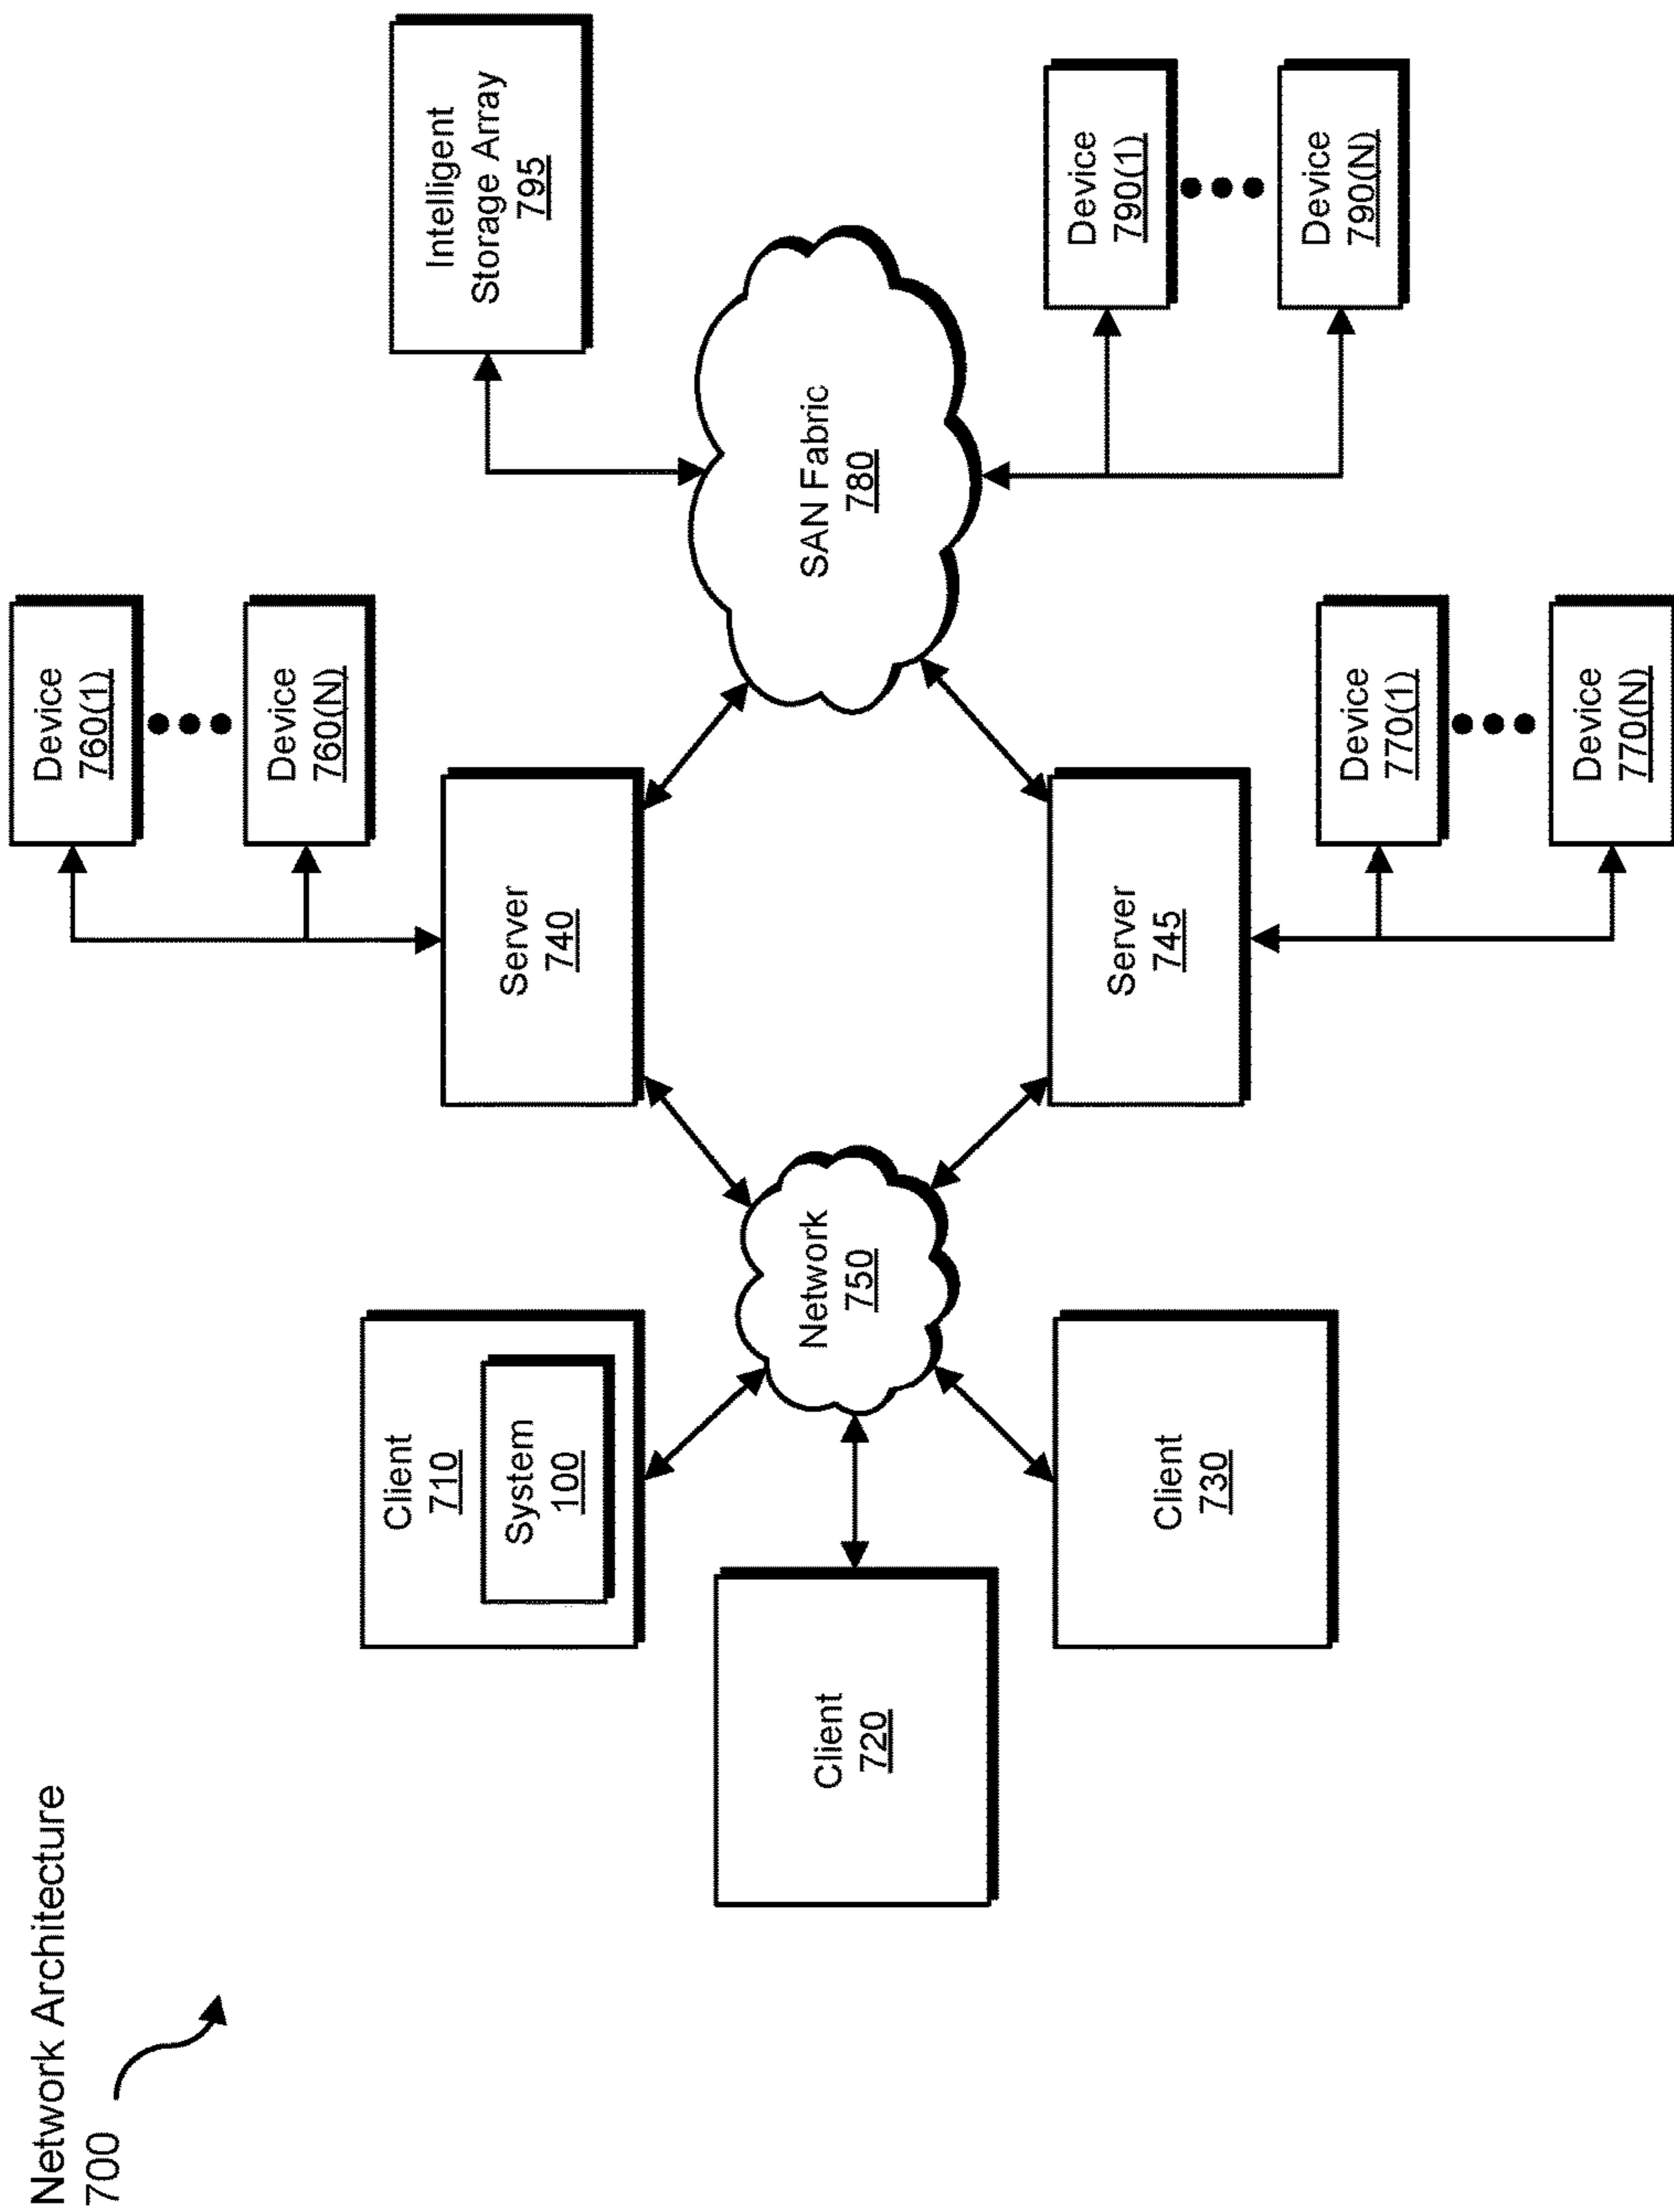 Network Architecture
700
Client
710
System
100
Client
720
Client
730
Network
750
Server
740
Server
745
Device
760(1)
Device
760(N)
Device
770(1)
Device
770(N)
SAN Fabric
780
Intelligent
Storage Array
795
Device
790(1)
Device
790(N)